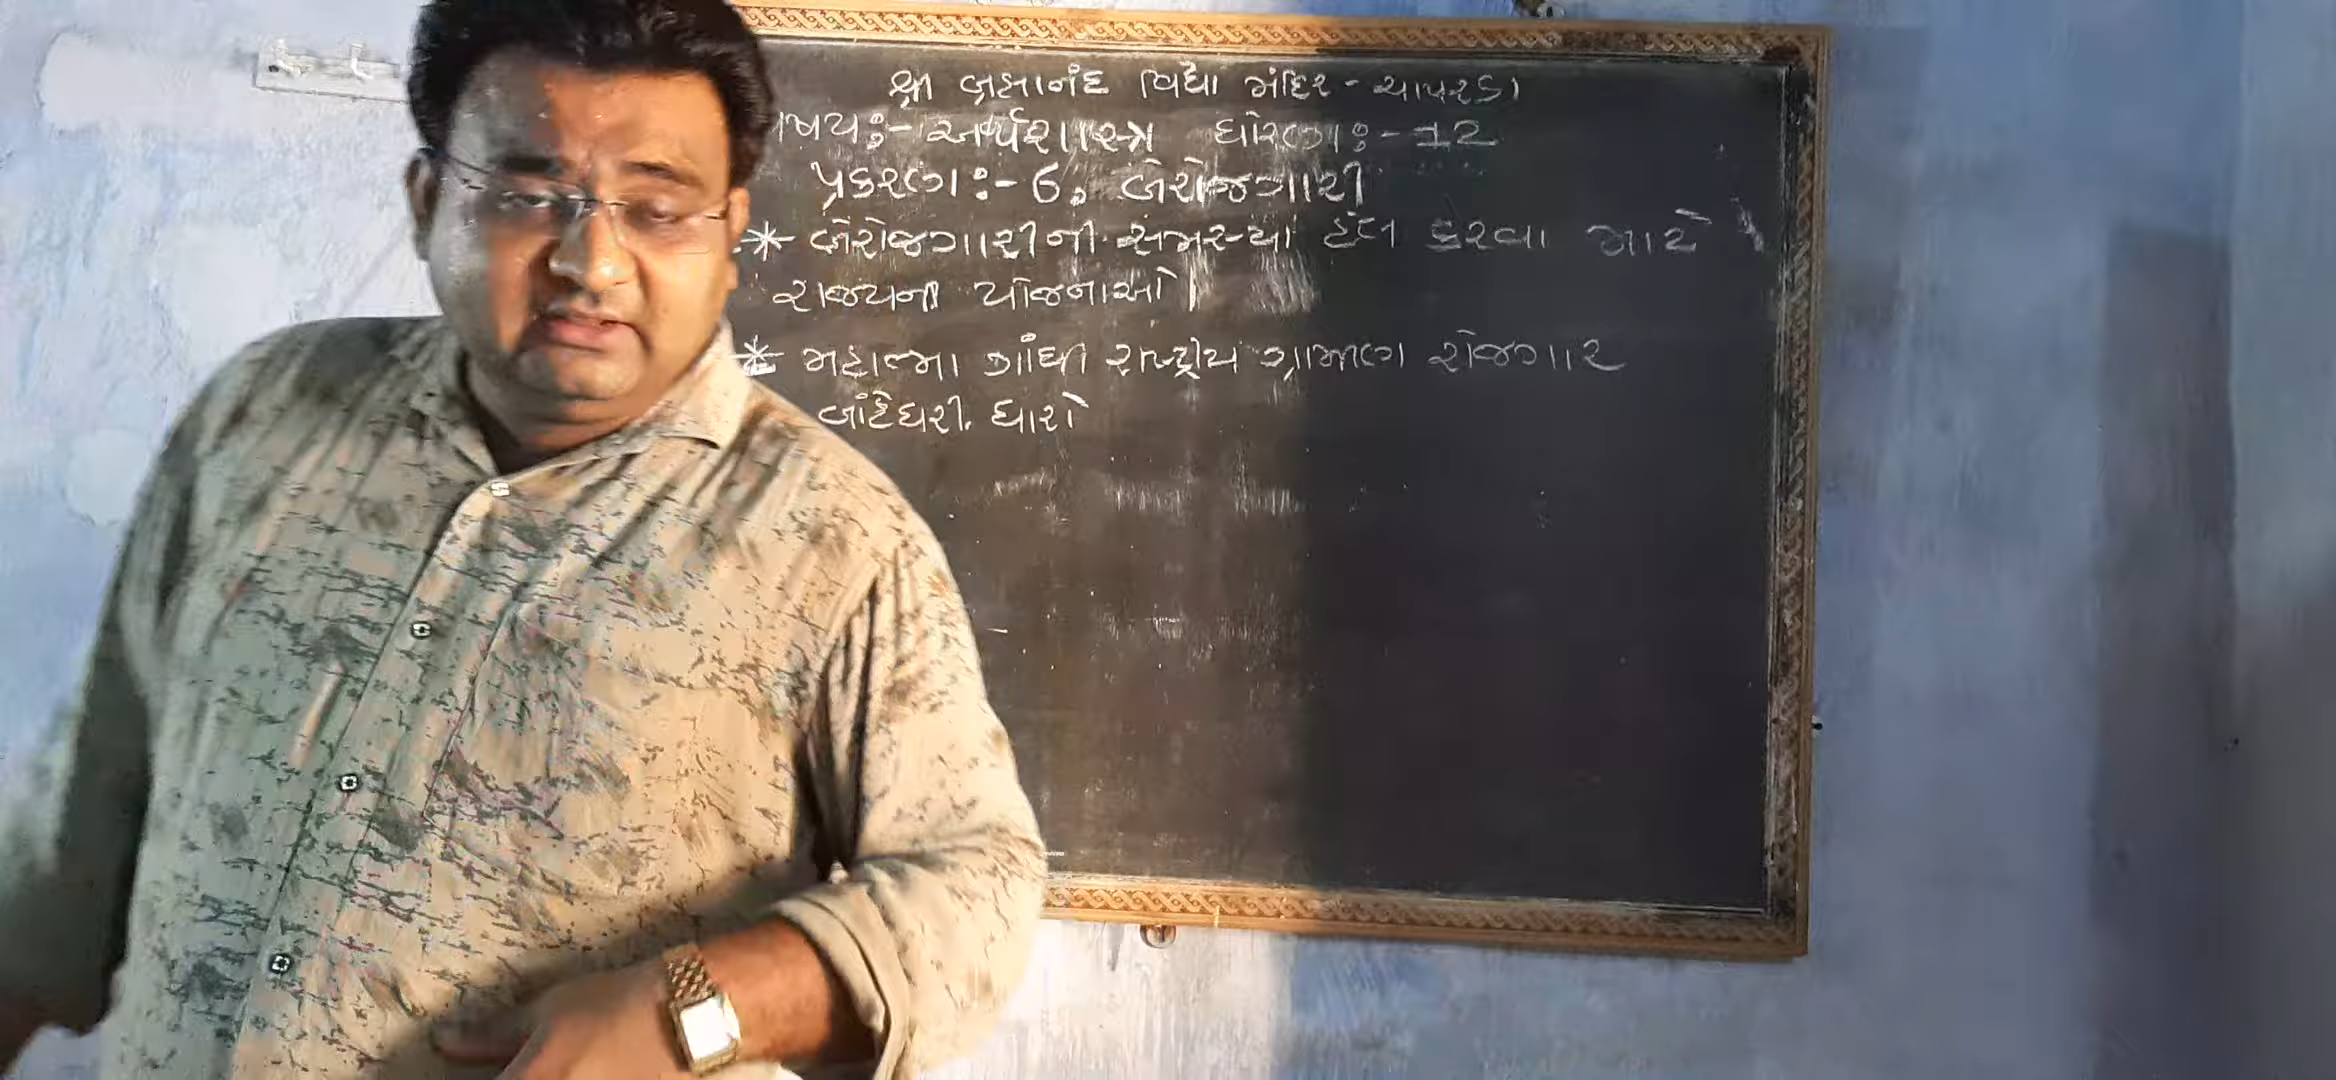 શ્રી બ્રહ્માનંદ વિદ્યા મંદિર - ચાપરડા
વિષય:- અર્થશાસ્ત્ર ધોરણ:- 12
પ્રકરણ:- 6. બેરોજગારી
* બેરોજગારીની સમસ્યા હલ કરવા માટે
રાજ્યની યોજનાઓ
* મહાત્મા ગાંધી રાષ્ટ્રીય ગ્રામીણ રોજગાર
બાંહેધરી ધારો